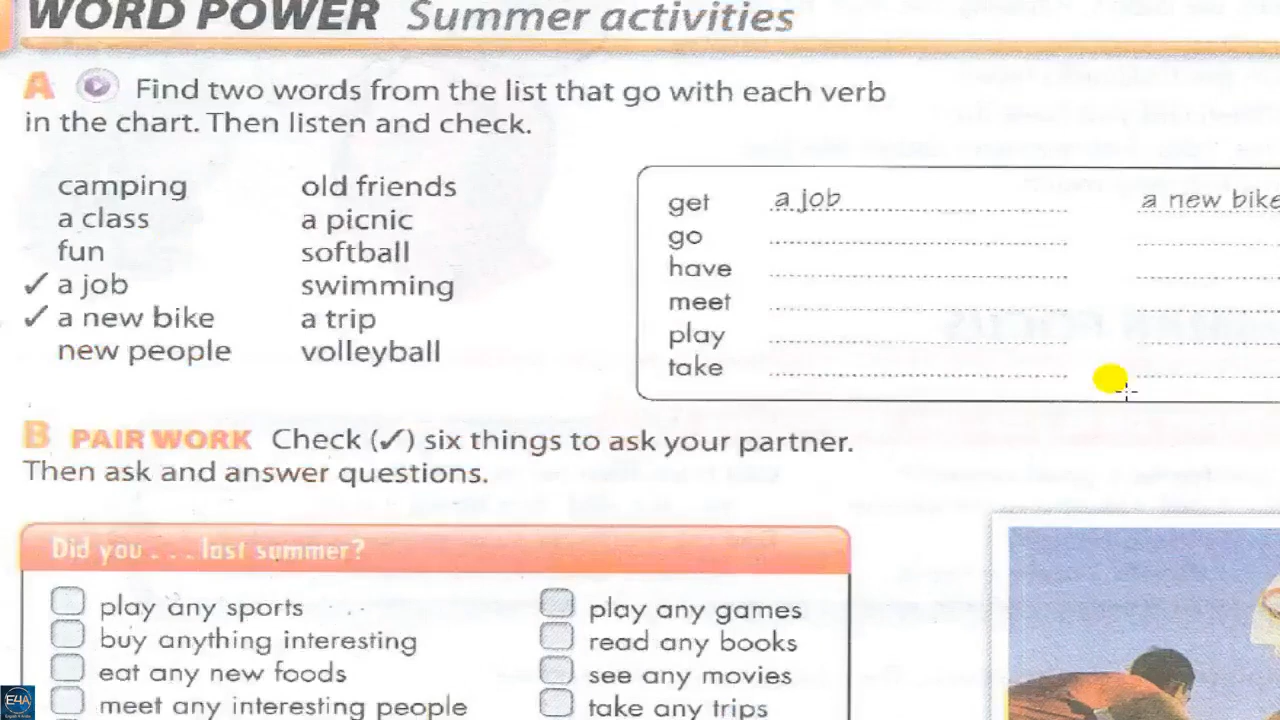 WORD POWER Summer activities
A Find two words from the list that go with each verb
in the chart. Then listen and check.
camping
a class
fun
✓ a job
✓ a new bike
new people
old friends
a picnic
softball
swimming
a trip
volleyball
get a job a new bike
go
have
meet
play
take
B PAIR WORK Check (✓) six things to ask your partner.
Then ask and answer questions.
Did you . . . last summer?
play any sports
buy anything interesting
eat any new foods
meet any interesting people
play any games
read any books
see any movies
take any trips
E4A